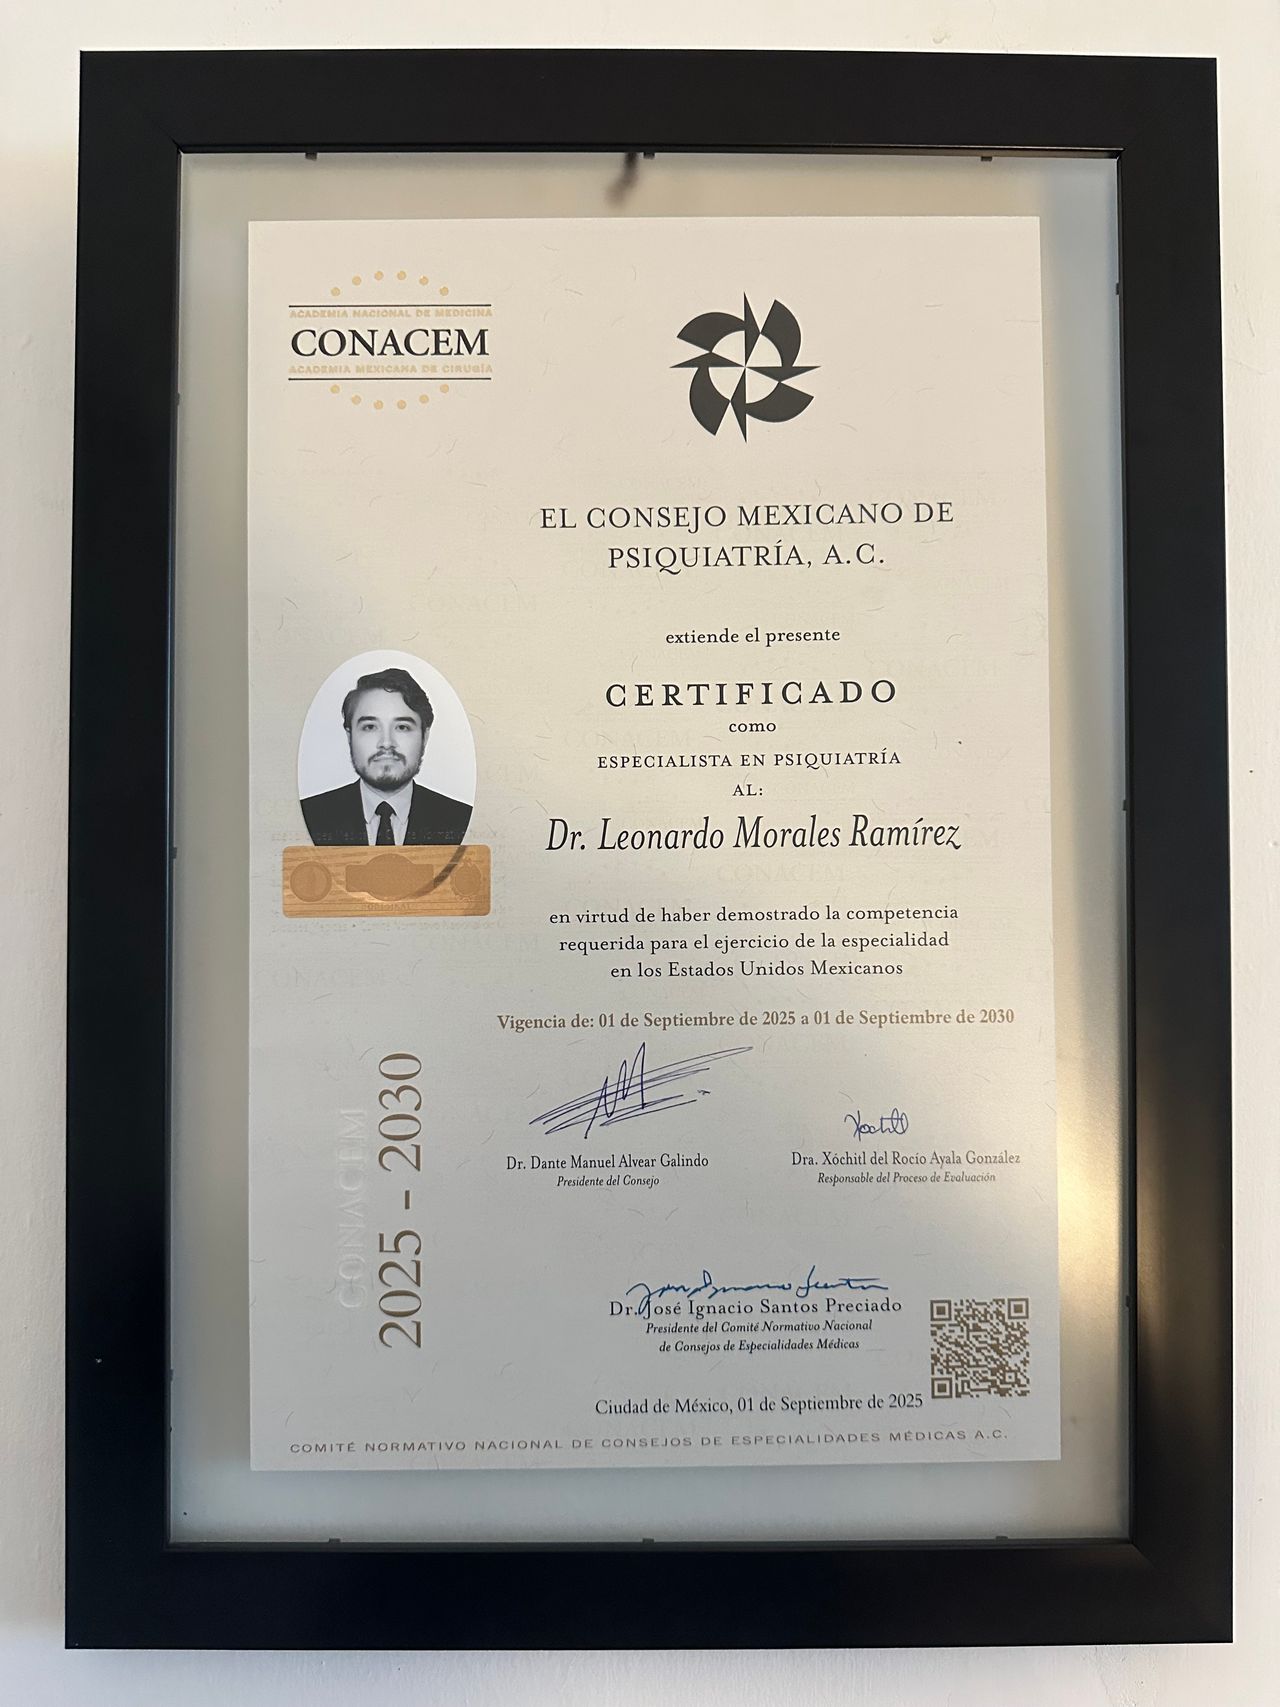 ACADEMIA NACIONAL DE MEDICINA
CONACEM
ACADEMIA MEXICANA DE CIRUGÍA
EL CONSEJO MEXICANO DE
PSIQUIATRÍA, A.C.
extiende el presente
CERTIFICADO
como
ESPECIALISTA EN PSIQUIATRÍA
AL:
Dr. Leonardo Morales Ramírez
en virtud de haber demostrado la competencia
requerida para el ejercicio de la especialidad
en los Estados Unidos Mexicanos
Vigencia de: 01 de Septiembre de 2025 a 01 de Septiembre de 2030
CONACEM
2025 - 2030
Xochitl
Dr. Dante Manuel Alvear Galindo
Presidente del Consejo
Dra. Xóchitl del Rocío Ayala González
Responsable del Proceso de Evaluación
Dr. José Ignacio Santos Preciado
Presidente del Comité Normativo Nacional
de Consejos de Especialidades Médicas
Ciudad de México, 01 de Septiembre de 2025
COMITÉ NORMATIVO NACIONAL DE CONSEJOS DE ESPECIALIDADES MÉDICAS A.C.